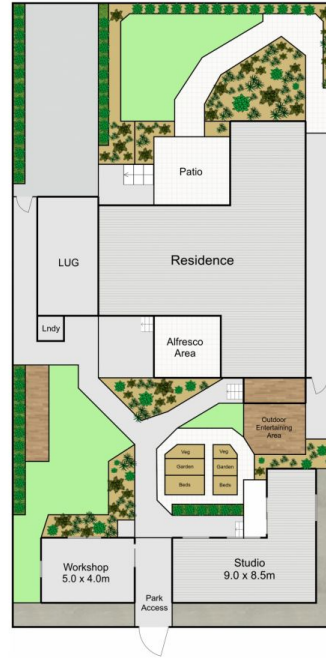 Patio
LUG
Residence
Lndy
Alfresco
Area
Outdoor
Entertaining
Area
Veg
Garden
Beds
Veg
Garden
Beds
Workshop
5.0 x 4.0m
Park
Access
Studio
9.0 x 8.5m